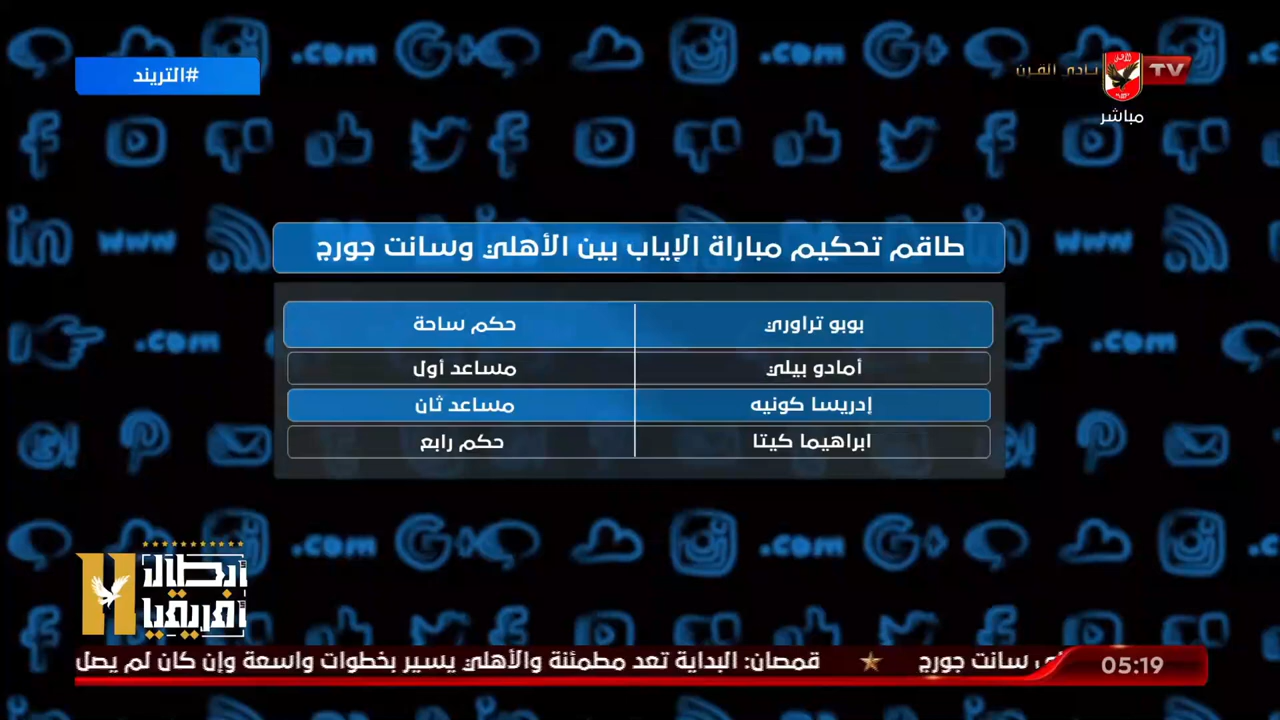 #التريند
نادي القرن
TV
مباشر
طاقم تحكيم مباراة الإياب بين الأهلي وسانت جورج
بوبو تراوري حكم ساحة
أمادو بيلي مساعد أول
إدريسا كونيه مساعد ثان
ابراهيما كيتا حكم رابع
أبطال
أفريقيا
سانت جورج ★ قمصان: البداية تعد مطمئنة والأهلي يسير بخطوات واسعة وإن كان لم يصل
05:19